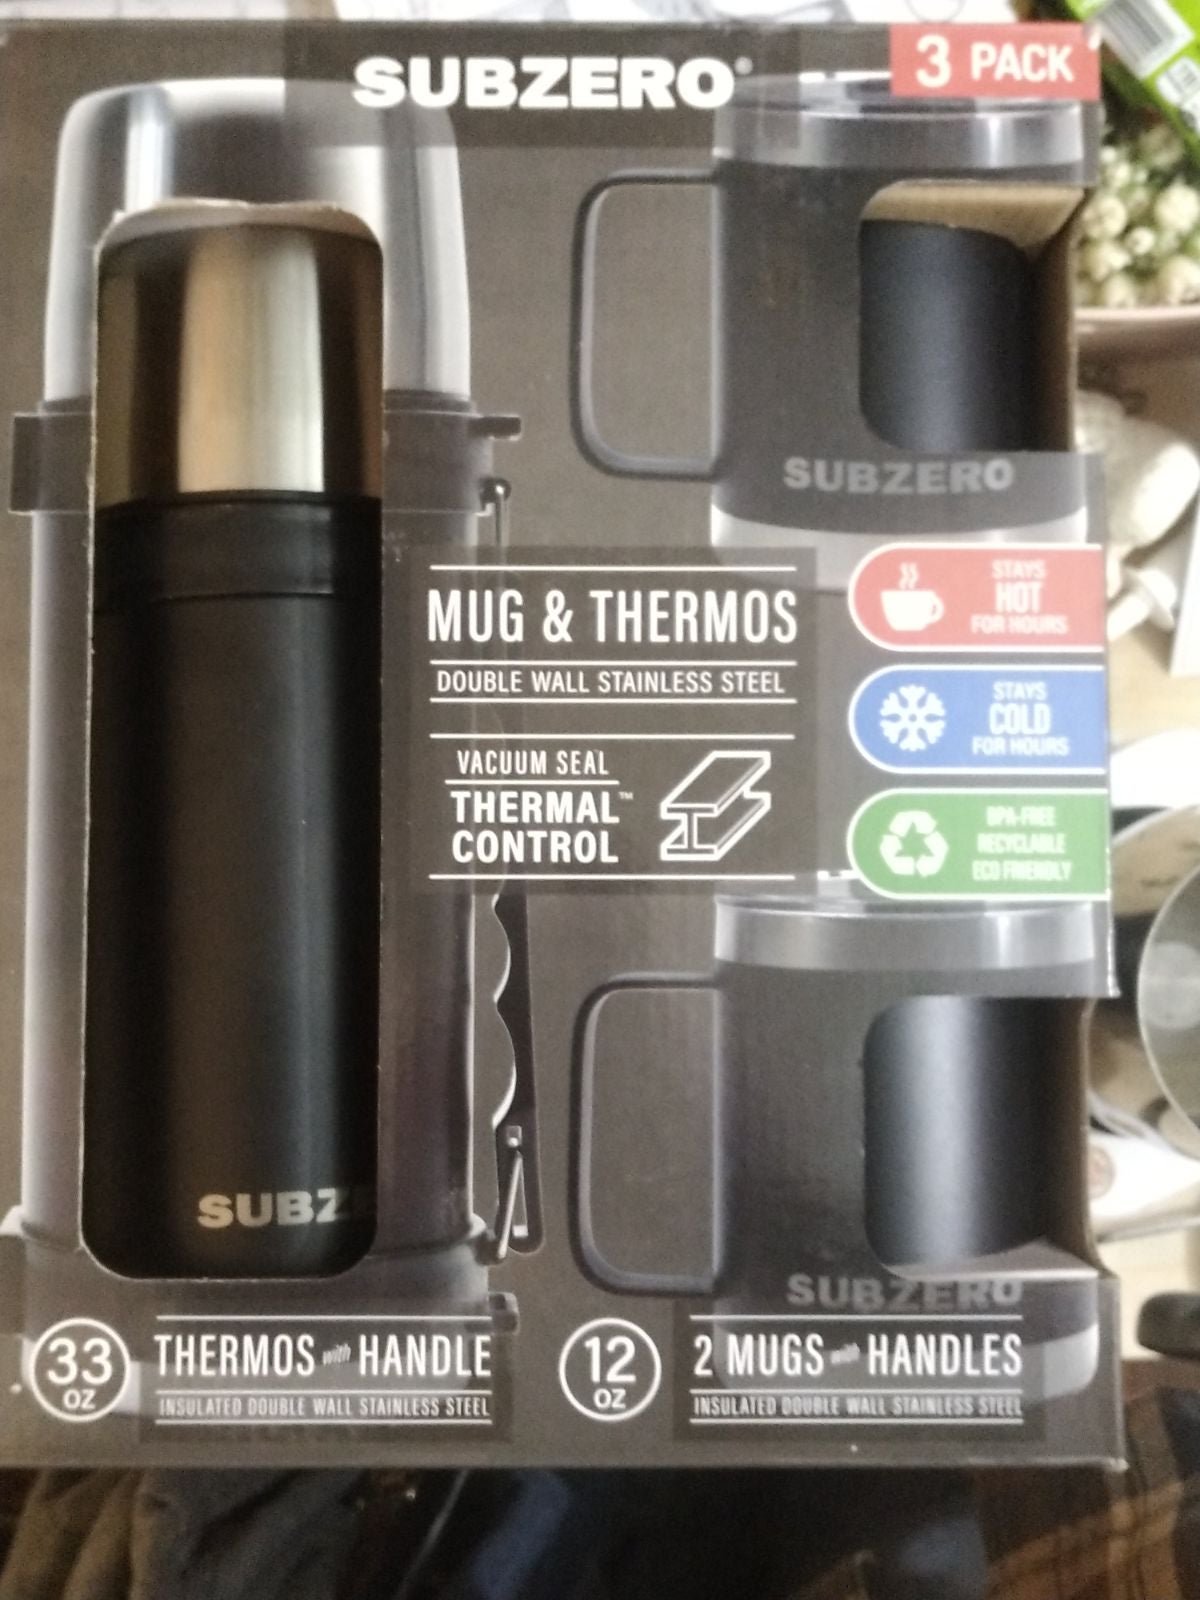 SUBZERO®
3 PACK
SUBZERO
MUG & THERMOS
DOUBLE WALL STAINLESS STEEL
VACUUM SEAL
THERMAL™
CONTROL
STAYS
HOT
FOR HOURS
STAYS
COLD
FOR HOURS
BPA-FREE
RECYCLABLE
ECO FRIENDLY
SUBZE
SUBZERO
33
OZ
THERMOS with HANDLE
INSULATED DOUBLE WALL STAINLESS STEEL
12
OZ
2 MUGS with HANDLES
INSULATED DOUBLE WALL STAINLESS STEEL